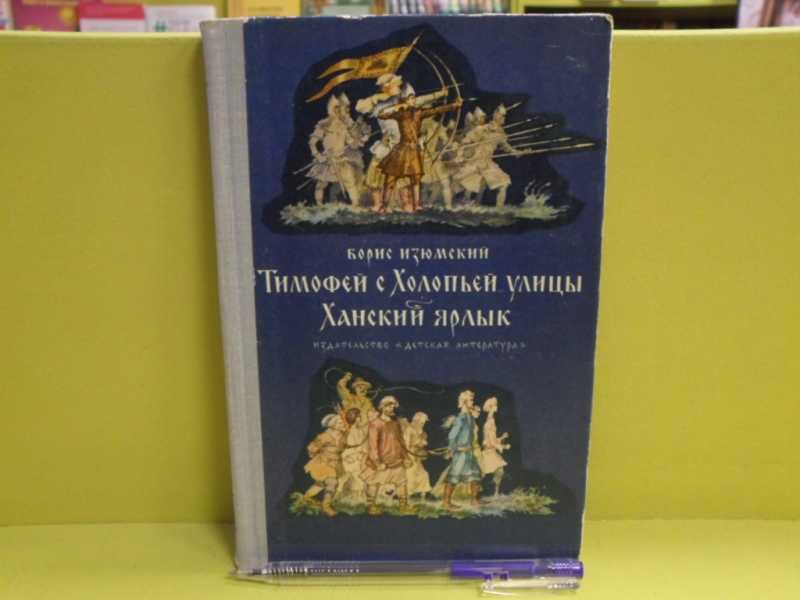 Борис Изюмский
Тимофей с Холопьей улицы
Ханский ярлык
издательство «детская литература»